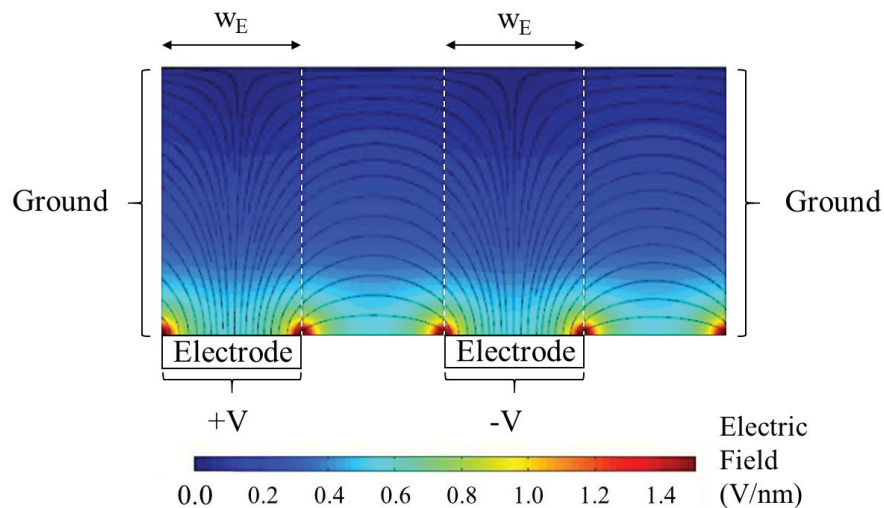 w_E w_E
Ground Ground
Electrode Electrode
+V -V
Electric
Field
(V/nm)
0.0 0.2 0.4 0.6 0.8 1.0 1.2 1.4